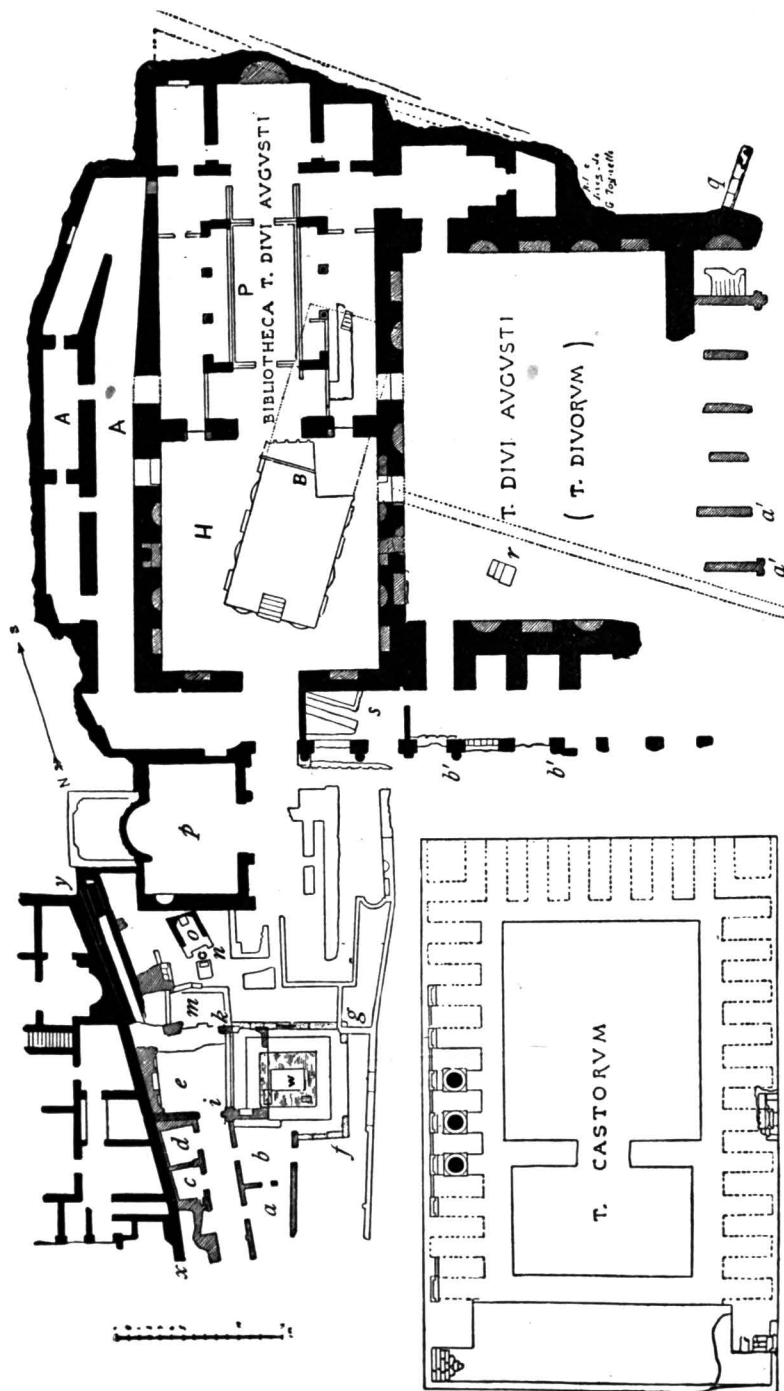 BIBLIOTHECA T. DIVI AVGVSTI
P
A
A
H
B
T. DIVI AVGVSTI
( T. DIVORVM )
q
r
a'
a'
S
N
s
b'
b'
p
y
o
c
n
m
k
g
e
i
w
d
c
b
a
f
x
T. CASTORVM